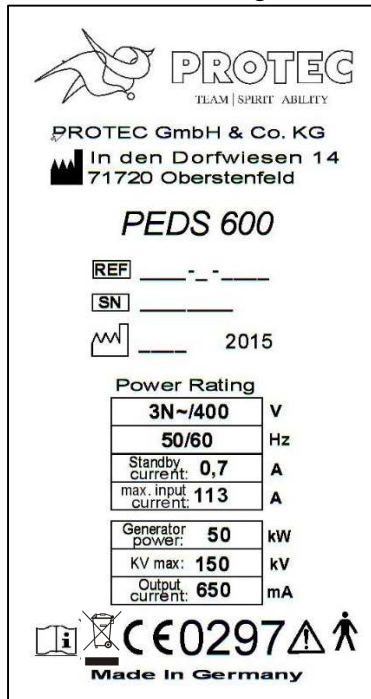 PROTEC
TEAM | SPIRIT ABILITY
PROTEC GmbH & Co. KG
In den Dorfwiesen 14
71720 Oberstenfeld
PEDS 600
REF ____-_-____
SN ______
____ 2015
Power Rating
3N~/400 V
50/60 Hz
Standby current: 0,7 A
max. input current: 113 A
Generator power: 50 kW
KV max: 150 kV
Output current: 650 mA
i CE0297
Made In Germany